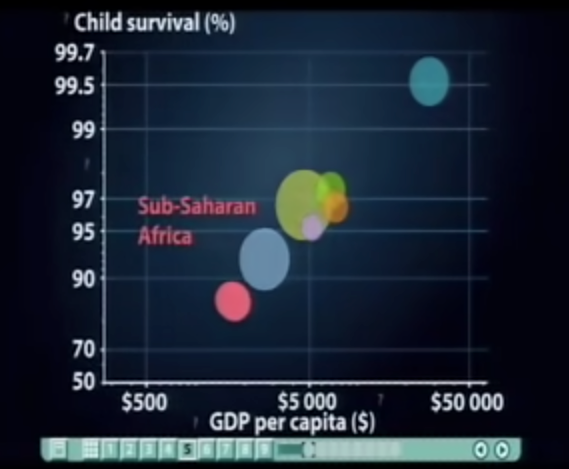 Child survival (%)
99.7
99.5
99
97
95
90
70
50
Sub-Saharan
Africa
$500
$5 000
$50 000
GDP per capita ($)
1 2 3 4 5 6 7 8 9